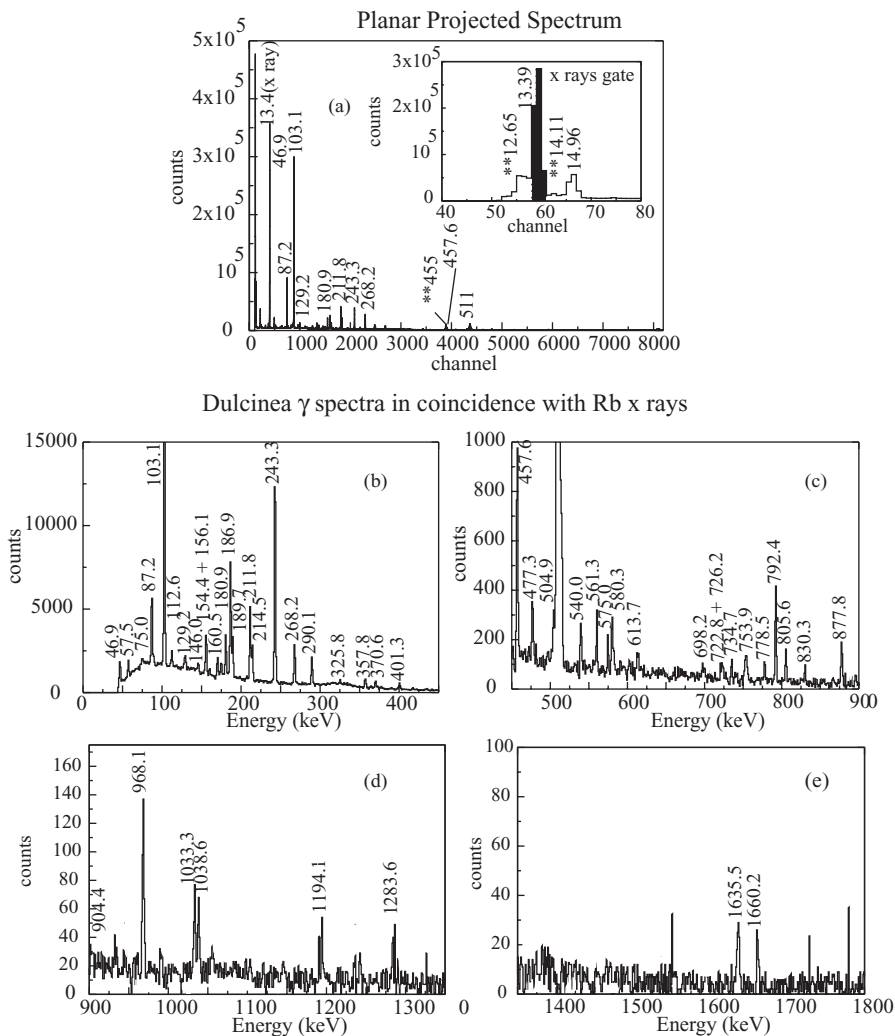 Planar Projected Spectrum
5x10^5
4x10^5
3x10^5
2x10^5
10^5
0
counts
13.4(x ray)
46.9
103.1
87.2
129.2
180.9
211.8
243.3
268.2
**455
457.6
511
(a)
0 1000 2000 3000 4000 5000 6000 7000 8000
channel
3x10^5
2x10^5
10^5
0
counts
x rays gate
**12.65
13.39
**14.11
14.96
40 50 60 70 80
channel
Dulcinea γ spectra in coincidence with Rb x rays
15000
10000
5000
0
counts
(b)
46.9
57.5
75.0
87.2
103.1
112.6
129.2
146.0
154.4 + 156.1
160.5
180.9
186.9
189.7
211.8
214.5
243.3
268.2
290.1
325.8
357.8
370.6
401.3
0 100 200 300 400
Energy (keV)
1000
800
600
400
200
0
counts
(c)
457.6
477.3
504.9
540.0
561.3
575.0
580.3
613.7
698.2
722.8 + 726.2
734.7
753.9
778.5
792.4
805.6
830.3
877.8
500 600 700 800 900
Energy (keV)
160
140
120
100
80
60
40
20
0
counts
(d)
904.4
968.1
1033.3
1038.6
1194.1
1283.6
900 1000 1100 1200 1300
Energy (keV)
100
80
60
40
20
0
counts
(e)
1635.5
1660.2
0 1400 1500 1600 1700 1800
Energy (keV)